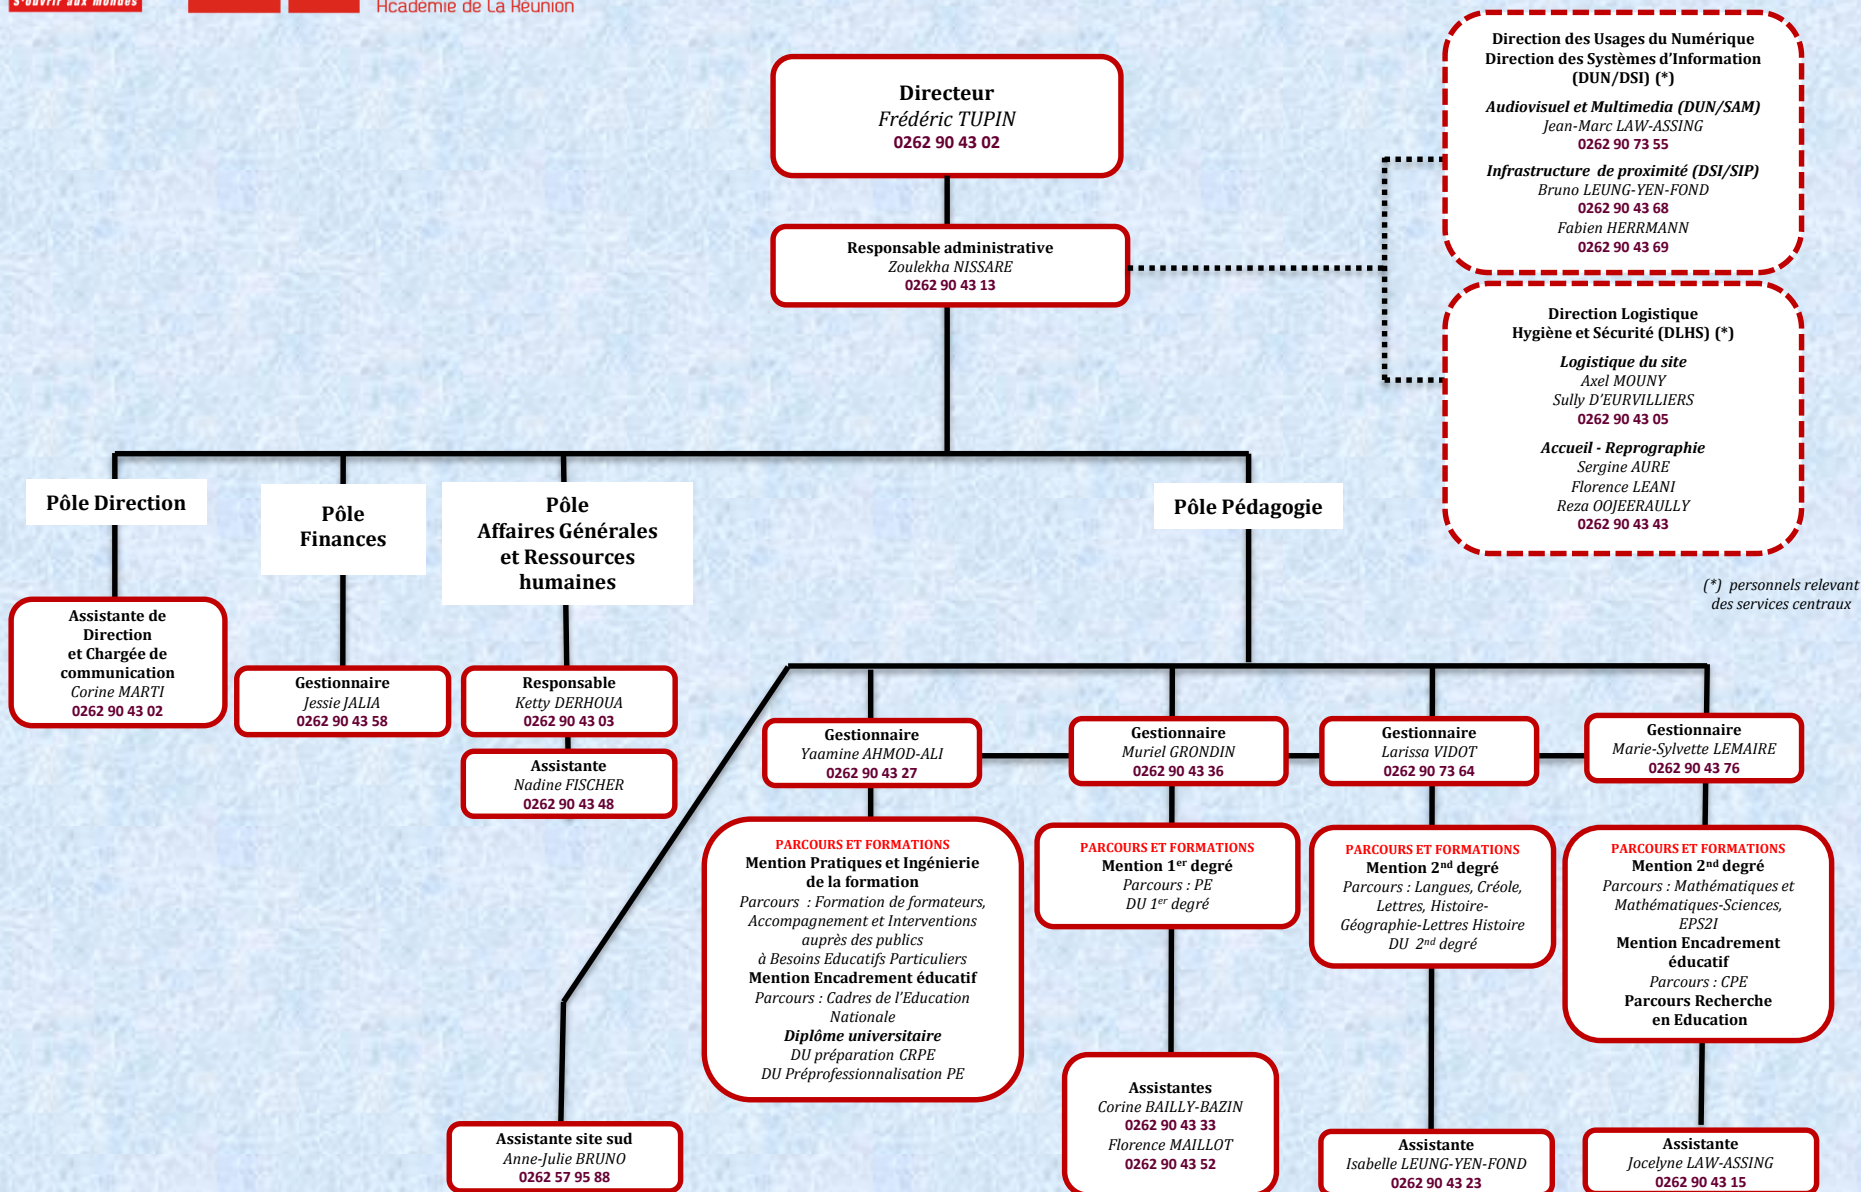 S'ouvrir aux mondes
Académie de La Réunion
Directeur
Frédéric TUPIN
0262 90 43 02
Responsable administrative
Zoulekha NISSARE
0262 90 43 13
Direction des Usages du Numérique
Direction des Systèmes d'Information
(DUN/DSI) (*)
Audiovisuel et Multimedia (DUN/SAM)
Jean-Marc LAW-ASSING
0262 90 73 55
Infrastructure de proximité (DSI/SIP)
Bruno LEUNG-YEN-FOND
0262 90 43 68
Fabien HERRMANN
0262 90 43 69
Direction Logistique
Hygiène et Sécurité (DLHS) (*)
Logistique du site
Axel MOUNY
Sully D'EURVILLIERS
0262 90 43 05
Accueil - Reprographie
Sergine AURE
Florence LEANI
Reza OOJEERAULLY
0262 90 43 43
(*) personnels relevant
des services centraux
Pôle Direction
Pôle
Finances
Pôle
Affaires Générales
et Ressources
humaines
Pôle Pédagogie
Assistante de
Direction
et Chargée de
communication
Corine MARTI
0262 90 43 02
Gestionnaire
Jessie JALIA
0262 90 43 58
Responsable
Ketty DERHOUA
0262 90 43 03
Assistante
Nadine FISCHER
0262 90 43 48
Gestionnaire
Yaamine AHMOD-ALI
0262 90 43 27
Gestionnaire
Muriel GRONDIN
0262 90 43 36
Gestionnaire
Larissa VIDOT
0262 90 73 64
Gestionnaire
Marie-Sylvette LEMAIRE
0262 90 43 76
PARCOURS ET FORMATIONS
Mention Pratiques et Ingénierie
de la formation
Parcours : Formation de formateurs,
Accompagnement et Interventions
auprès des publics
à Besoins Educatifs Particuliers
Mention Encadrement éducatif
Parcours : Cadres de l'Education
Nationale
Diplôme universitaire
DU préparation CRPE
DU Préprofessionnalisation PE
PARCOURS ET FORMATIONS
Mention 1er degré
Parcours : PE
DU 1er degré
PARCOURS ET FORMATIONS
Mention 2nd degré
Parcours : Langues, Créole,
Lettres, Histoire-
Géographie-Lettres Histoire
DU 2nd degré
PARCOURS ET FORMATIONS
Mention 2nd degré
Parcours : Mathématiques et
Mathématiques-Sciences,
EPS2I
Mention Encadrement
éducatif
Parcours : CPE
Parcours Recherche
en Education
Assistante site sud
Anne-Julie BRUNO
0262 57 95 88
Assistantes
Corine BAILLY-BAZIN
0262 90 43 33
Florence MAILLOT
0262 90 43 52
Assistante
Isabelle LEUNG-YEN-FOND
0262 90 43 23
Assistante
Jocelyne LAW-ASSING
0262 90 43 15